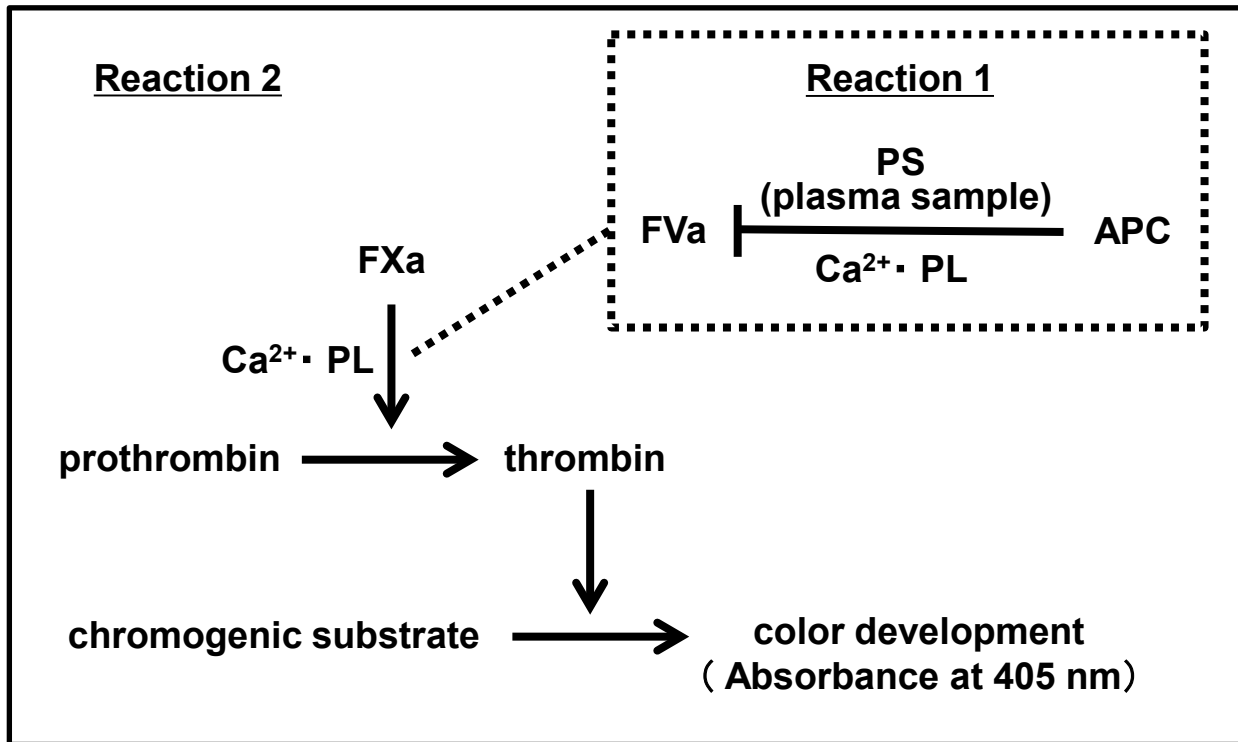 Reaction 2
Reaction 1
PS
(plasma sample)
FVa
APC
Ca²⁺・ PL
FXa
Ca²⁺・ PL
prothrombin
thrombin
chromogenic substrate
color development
（ Absorbance at 405 nm）